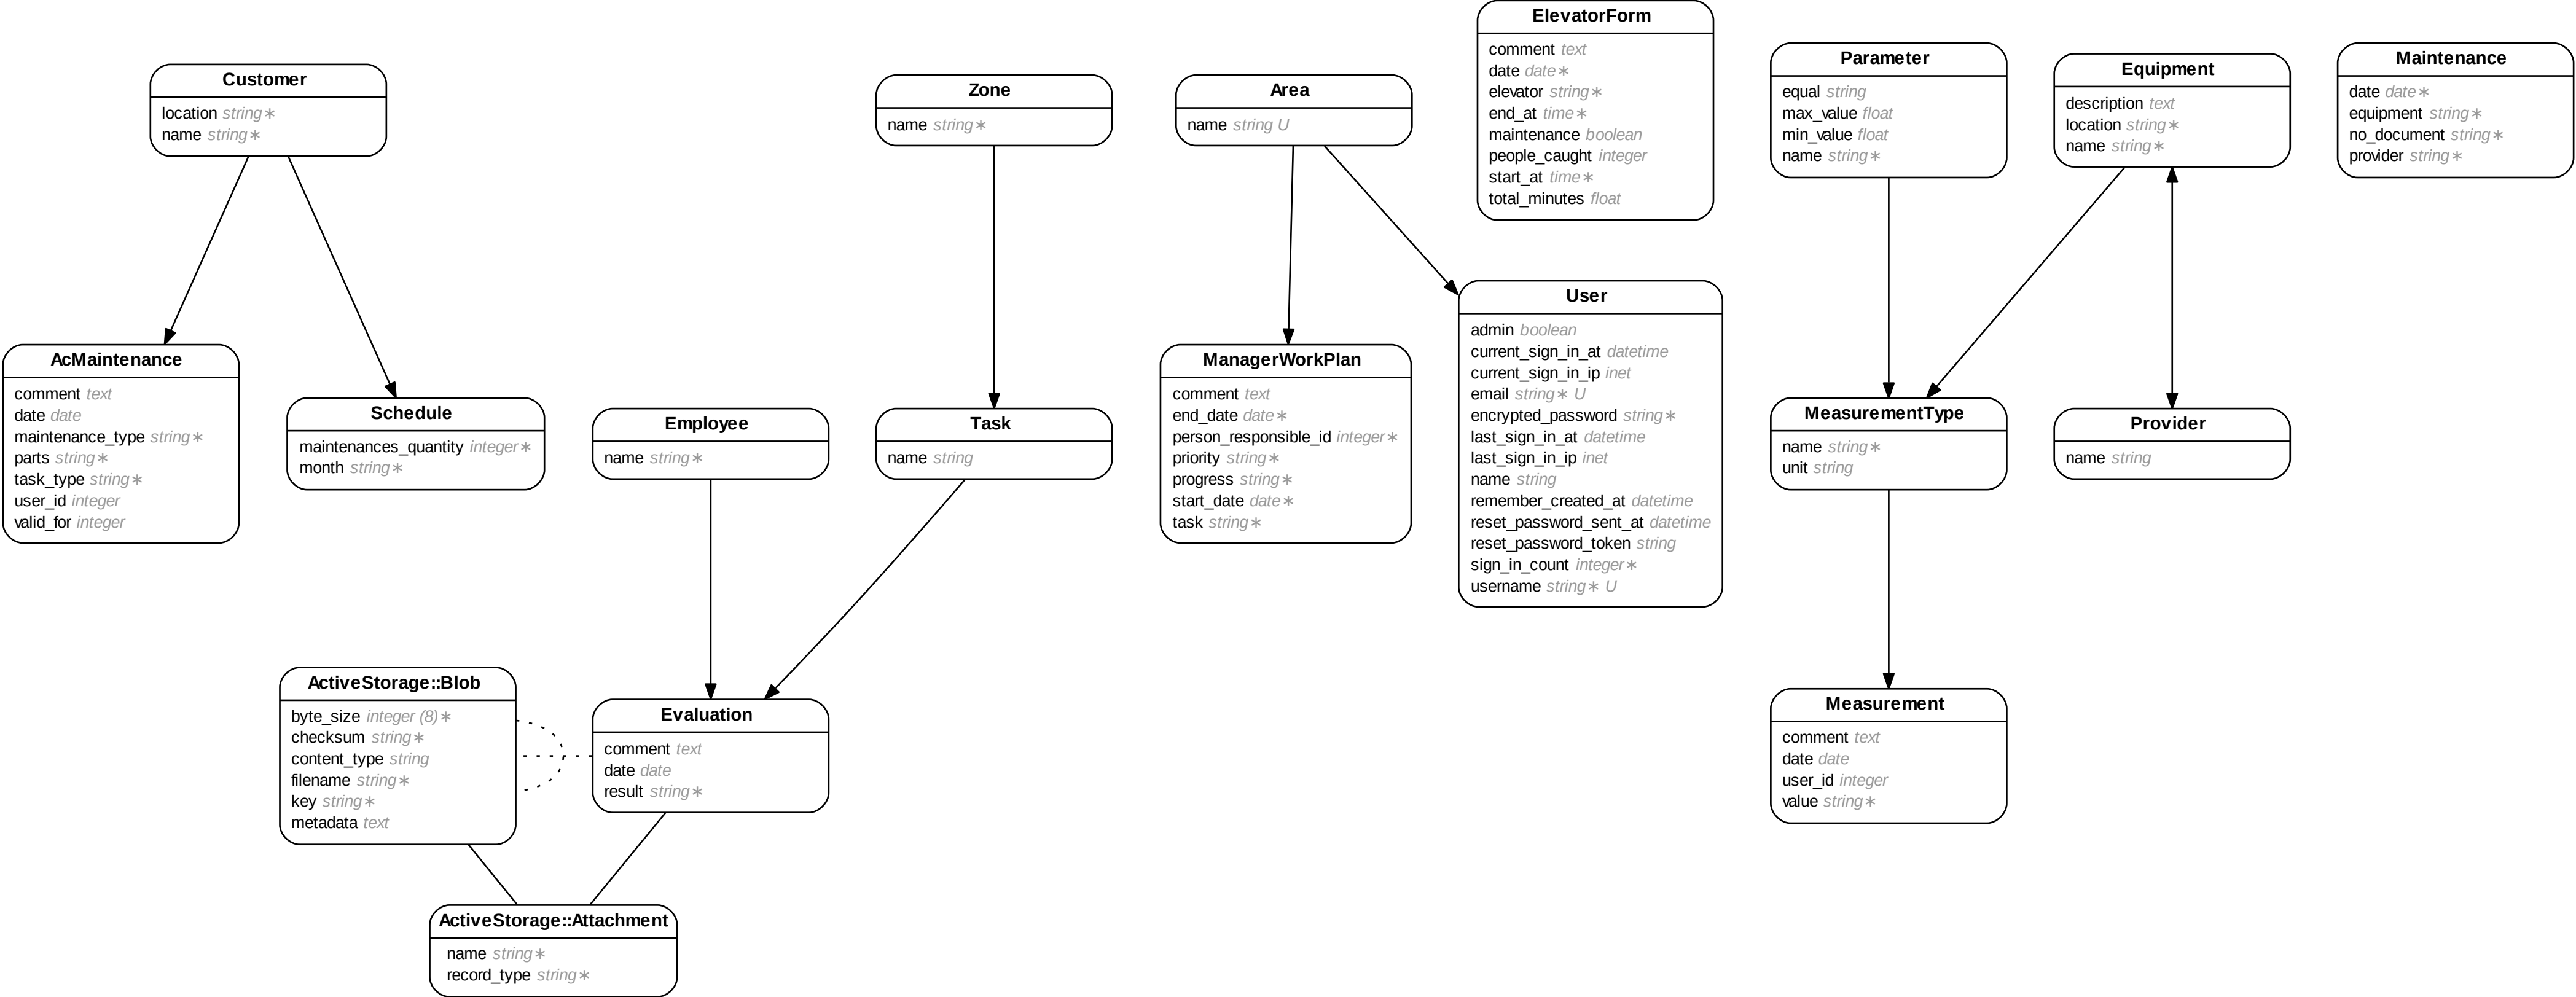 Customer
location string∗
name string∗
Zone
name string∗
Area
name string U
ElevatorForm
comment text
date date∗
elevator string∗
end_at time∗
maintenance boolean
people_caught integer
start_at time∗
total_minutes float
Parameter
equal string
max_value float
min_value float
name string∗
Equipment
description text
location string∗
name string∗
Maintenance
date date∗
equipment string∗
no_document string∗
provider string∗
AcMaintenance
comment text
date date
maintenance_type string∗
parts string∗
task_type string∗
user_id integer
valid_for integer
Schedule
maintenances_quantity integer∗
month string∗
Employee
name string∗
Task
name string
ManagerWorkPlan
comment text
end_date date∗
person_responsible_id integer∗
priority string∗
progress string∗
start_date date∗
task string∗
User
admin boolean
current_sign_in_at datetime
current_sign_in_ip inet
email string∗ U
encrypted_password string∗
last_sign_in_at datetime
last_sign_in_ip inet
name string
remember_created_at datetime
reset_password_sent_at datetime
reset_password_token string
sign_in_count integer∗
username string∗ U
MeasurementType
name string∗
unit string
Provider
name string
ActiveStorage::Blob
byte_size integer (8)∗
checksum string∗
content_type string
filename string∗
key string∗
metadata text
Evaluation
comment text
date date
result string∗
Measurement
comment text
date date
user_id integer
value string∗
ActiveStorage::Attachment
name string∗
record_type string∗